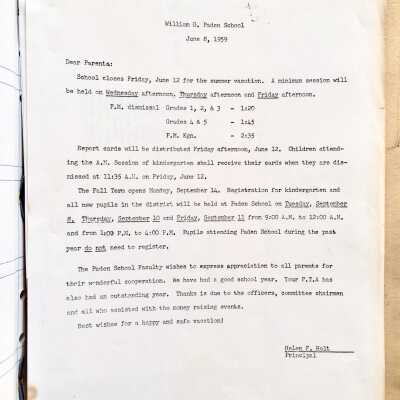 William G. Paden School
June 8, 1959
Dear Parents:
School closes Friday, June 12 for the summer vacation. A minimum session will
be held on Wednesday afternoon, Thursday afternoon and Friday afternoon.
P.M. dismissal Grades 1, 2, & 3 - 1:20
Grades 4 & 5 - 1:45
P.M. Kgn. - 2:35
Report cards will be distributed Friday afternoon, June 12. Children attend-
ing the A.M. Session of kindergarten shall receive their cards when they are dis-
missed at 11:35 A.M. on Friday, June 12.
The Fall Term opens Monday, September 14. Registration for kindergarten and
all new pupils in the district will be held at Paden School on Tuesday, September
8, Thursday, September 10 and Friday, September 11 from 9:00 A.M. to 12:00 A.M.
and from 1:00 P.M. to 4:00 P.M. Pupils attending Paden School during the past
year do not need to register.
The Paden School Faculty wishes to express appreciation to all parents for
their wonderful cooperation. We have had a good school year. Your P.T.A has
also had an outstanding year. Thanks is due to the officers, committee chairmen
and all who assisted with the money raising events.
Best wishes for a happy and safe vacation!
Helen F. Holt
Principal